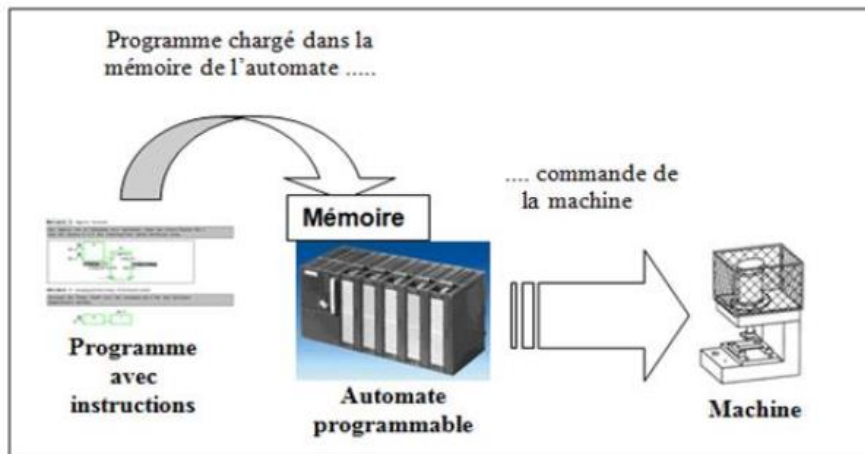 Programme chargé dans la
mémoire de l'automate .....
.... commande de
la machine
Mémoire
Programme
avec
instructions
Automate
programmable
Machine